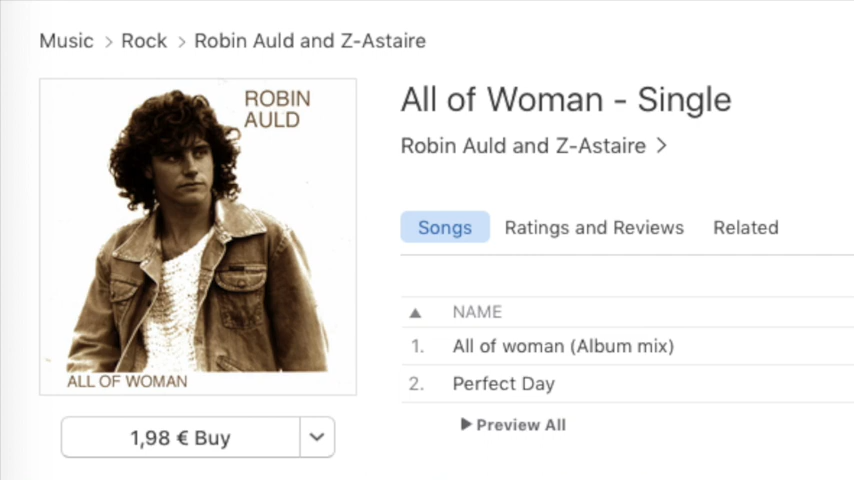 Music > Rock > Robin Auld and Z-Astaire
ROBIN
AULD
ALL OF WOMAN
1,98 € Buy
All of Woman - Single
Robin Auld and Z-Astaire >
Songs Ratings and Reviews Related
▲ NAME
1. All of woman (Album mix)
2. Perfect Day
▶ Preview All